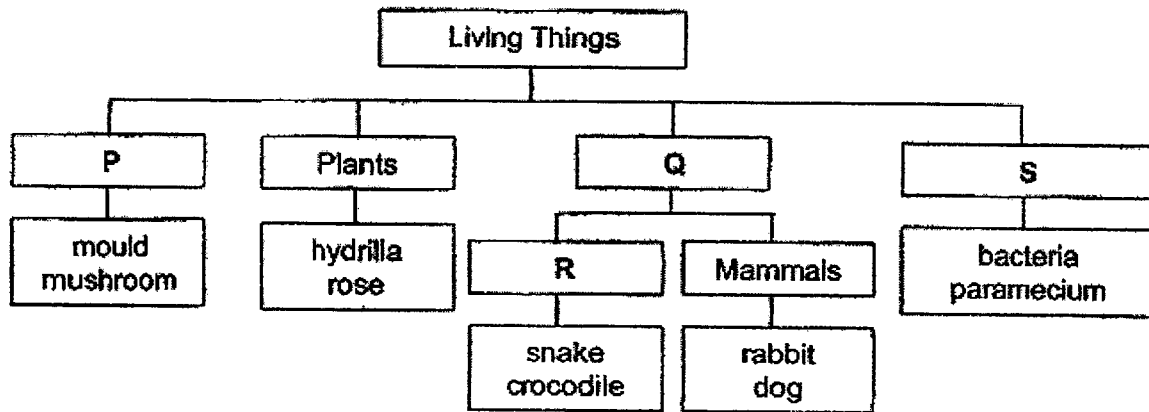 Living Things
P
Plants
Q
S
mould
mushroom
hydrilla
rose
R
Mammals
bacteria
paramecium
snake
crocodile
rabbit
dog